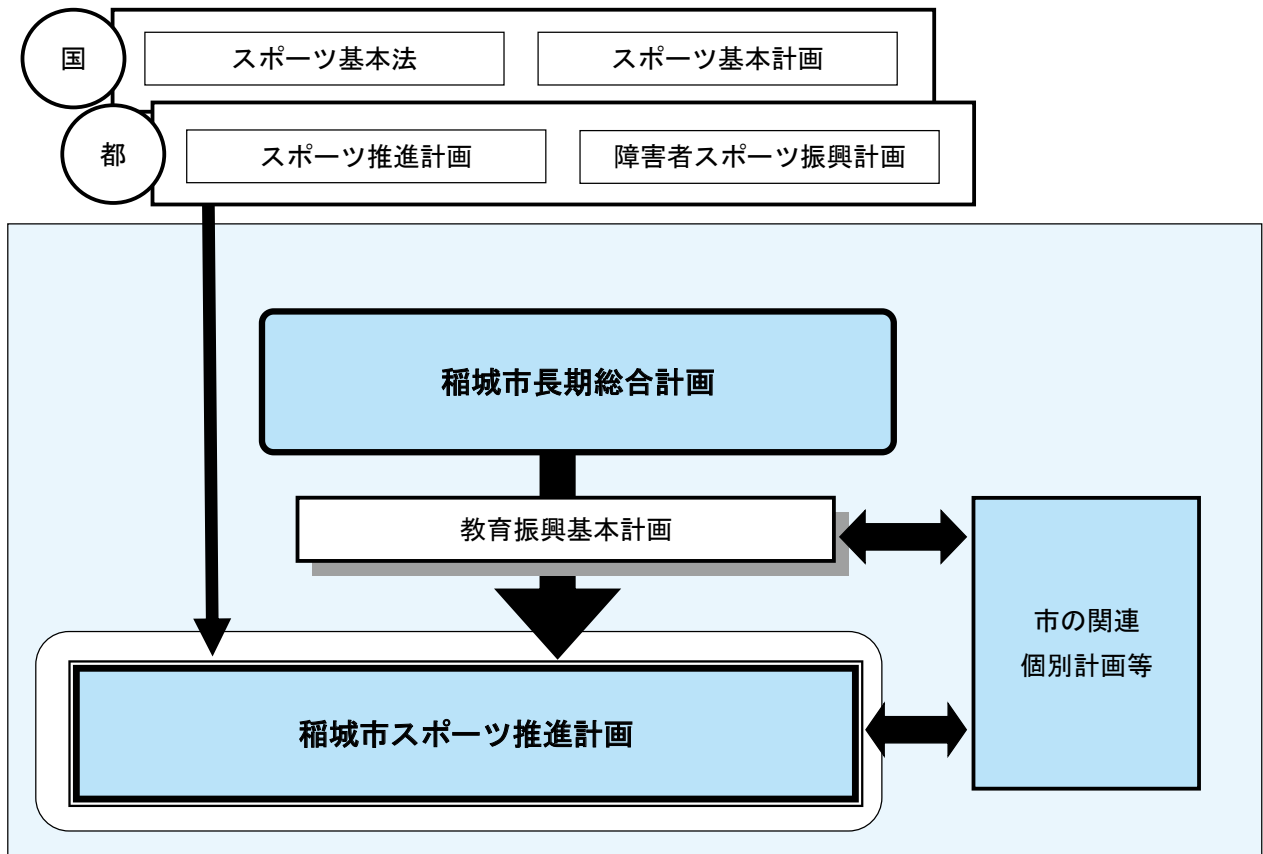 国
スポーツ基本法
スポーツ基本計画
都
スポーツ推進計画
障害者スポーツ振興計画
稲城市長期総合計画
教育振興基本計画
市の関連
個別計画等
稲城市スポーツ推進計画